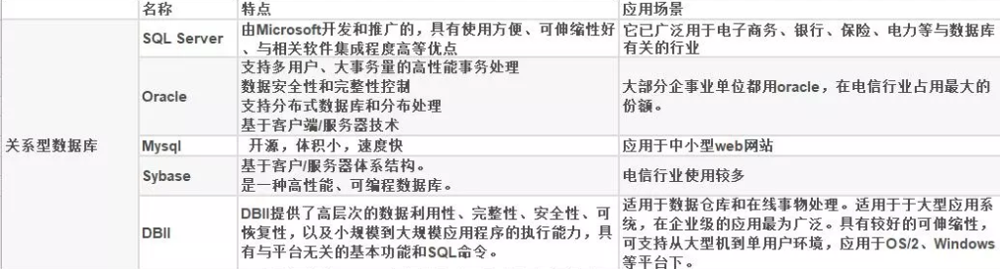 名称 特点 应用场景
关系型数据库
SQL Server
由Microsoft开发和推广的，具有使用方便、可伸缩性好
、与相关软件集成程度高等优点
它已广泛用于电子商务、银行、保险、电力等与数据库
有关的行业
Oracle
支持多用户、大事务量的高性能事务处理
数据安全性和完整性控制
支持分布式数据库和分布处理
基于客户端/服务器技术
大部分企事业单位都用oracle，在电信行业占用最大的
份额。
Mysql
开源，体积小，速度快
应用于中小型web网站
Sybase
基于客户/服务器体系结构。
是一种高性能、可编程数据库。
电信行业使用较多
DBII
DBII提供了高层次的数据利用性、完整性、安全性、可
恢复性，以及小规模到大规模应用程序的执行能力，具
有与平台无关的基本功能和SQL命令。
适用于数据仓库和在线事物处理。适用于于大型应用系
统，在企业级的应用最为广泛。具有较好的可伸缩性，
可支持从大型机到单用户环境，应用于OS/2、Windows
等平台下。